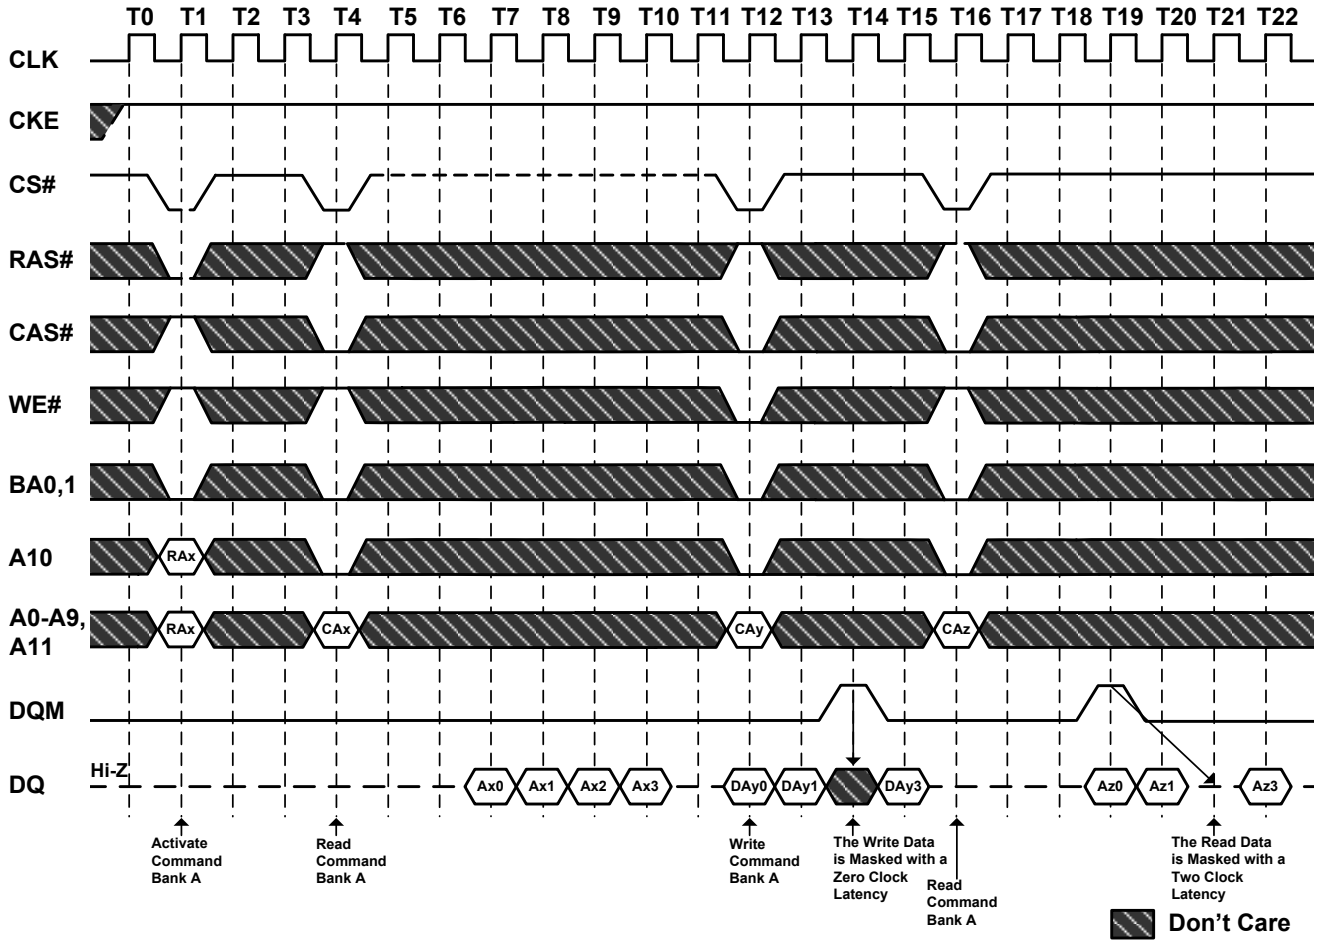 T0 T1 T2 T3 T4 T5 T6 T7 T8 T9 T10 T11 T12 T13 T14 T15 T16 T17 T18 T19 T20 T21 T22
CLK
CKE
CS#
RAS#
CAS#
WE#
BA0,1
A10
RAx
A0-A9,
A11
RAx CAx CAy CAz
DQM
Hi-Z
DQ
Ax0 Ax1 Ax2 Ax3 DAy0 DAy1 DAy3 Az0 Az1 Az3
Activate
Command
Bank A
Read
Command
Bank A
Write
Command
Bank A
The Write Data
is Masked with a
Zero Clock
Latency
Read
Command
Bank A
The Read Data
is Masked with a
Two Clock
Latency
Don't Care